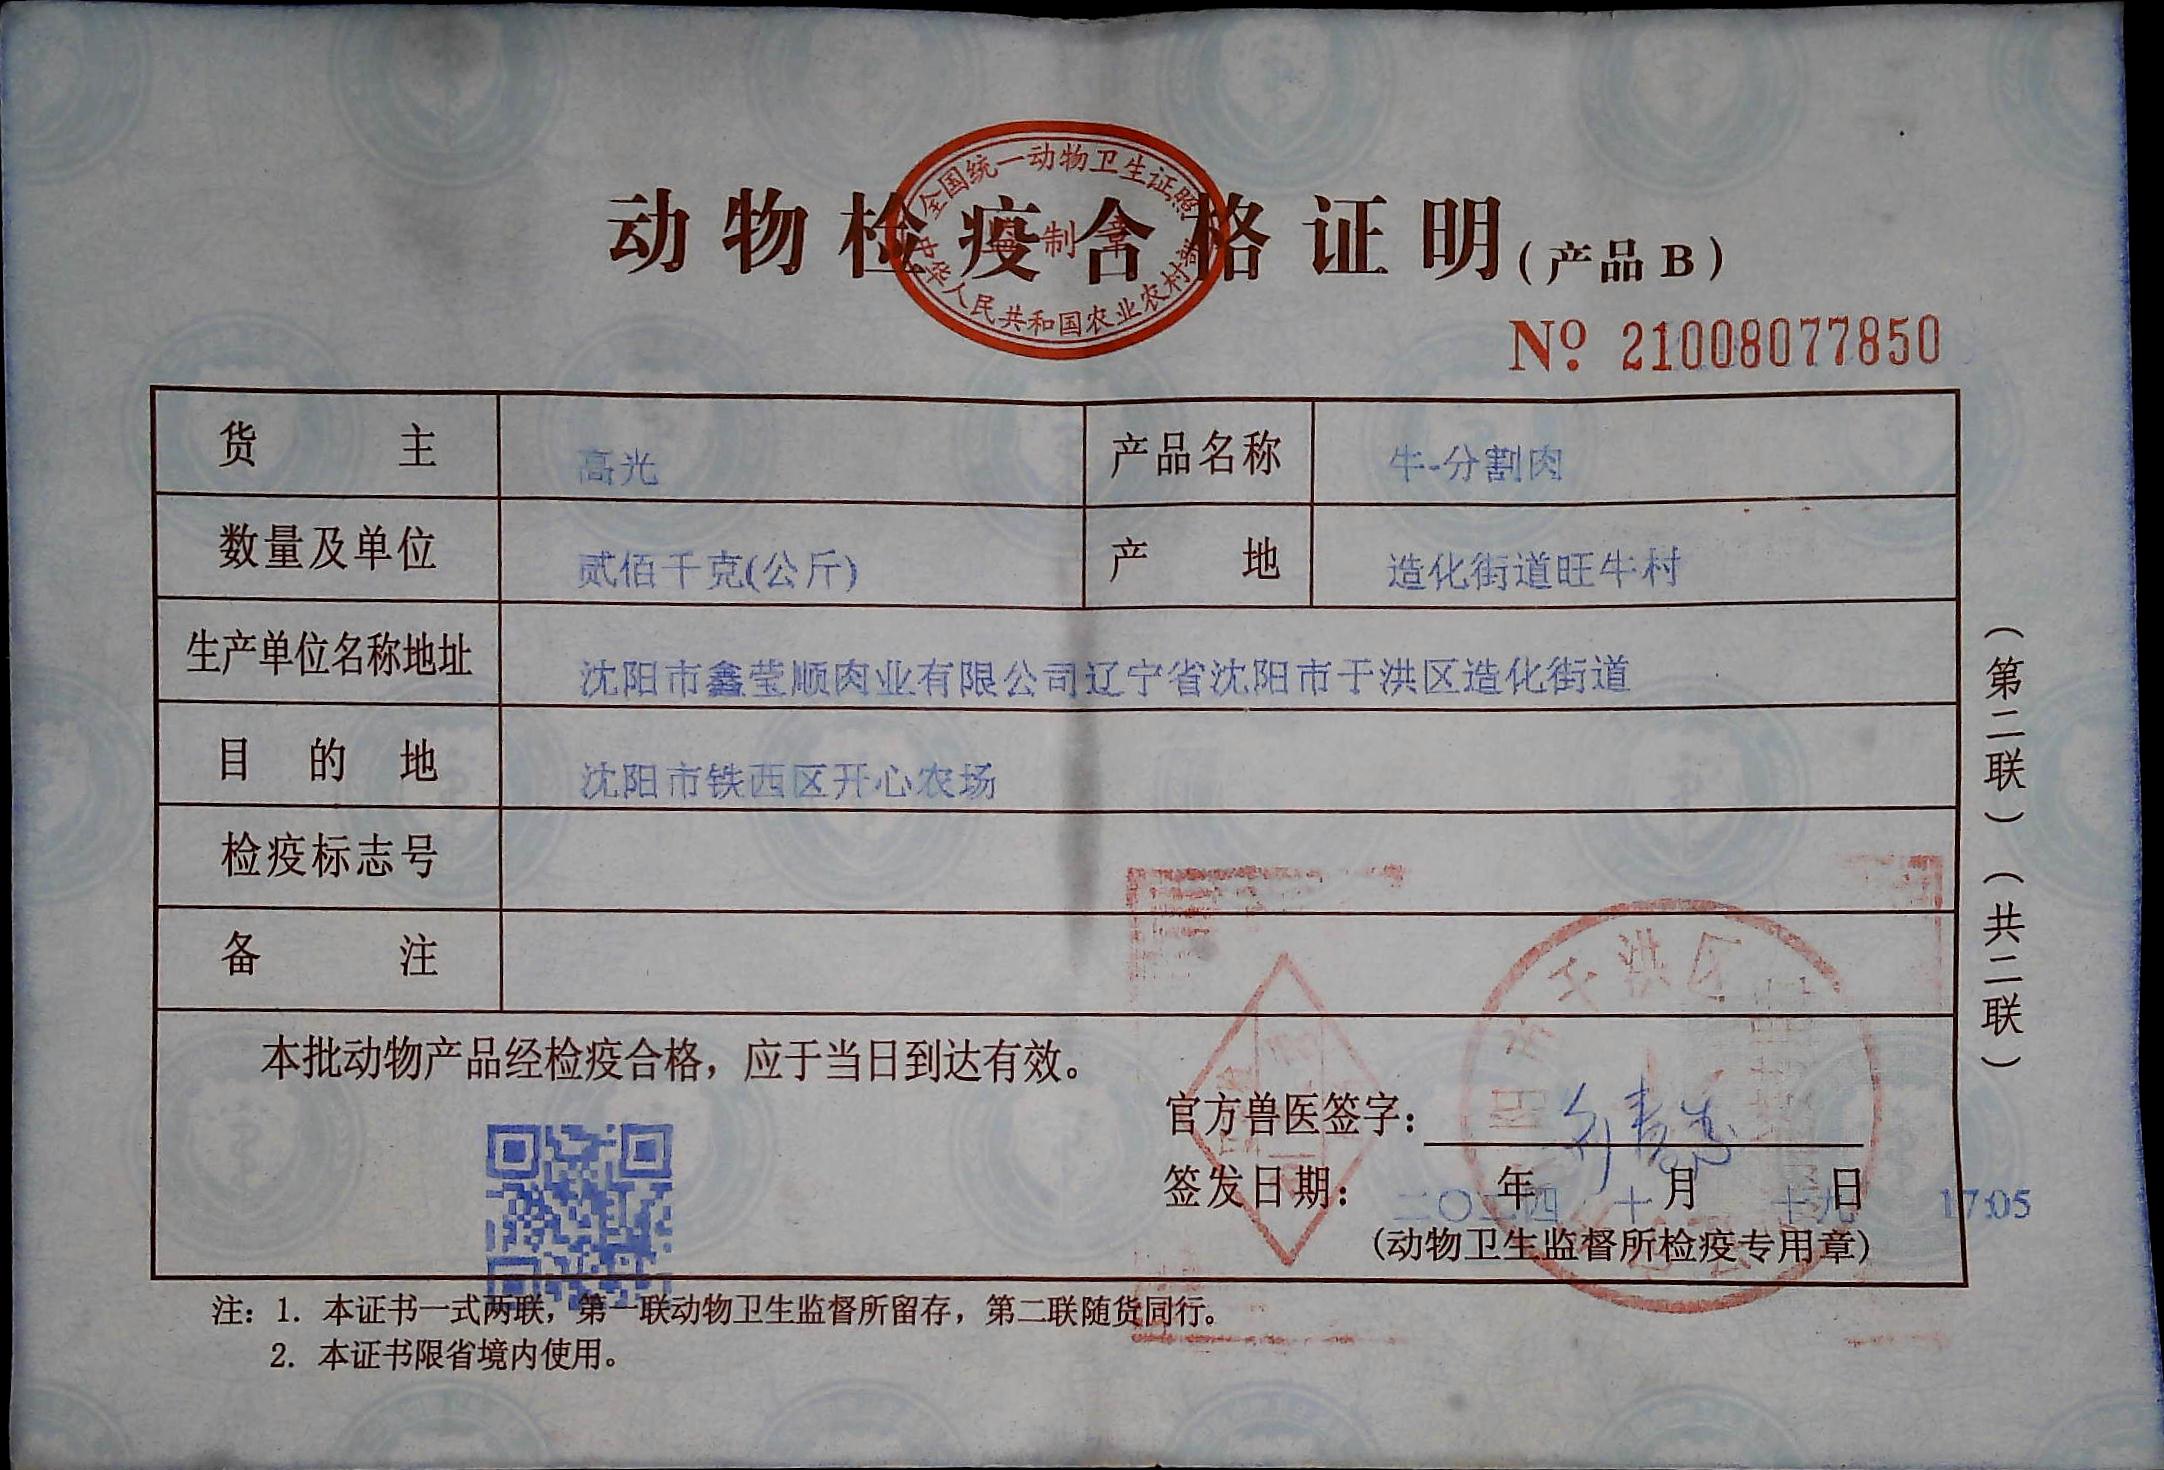 动物检疫合格证明(产品B)
全国统一动物卫生证照
监制章
中华人民共和国农业农村部
№ 21008077850
货主 高光 产品名称 牛-分割肉
数量及单位 贰佰千克(公斤) 产地 造化街道旺牛村
生产单位名称地址 沈阳市鑫莹顺肉业有限公司辽宁省沈阳市于洪区造化街道
目的地 沈阳市铁西区开心农场
检疫标志号
备注
(第二联)(共二联)
本批动物产品经检疫合格，应于当日到达有效。
官方兽医签字：
签发日期： 二〇二四年 十月 十九日 17:05
(动物卫生监督所检疫专用章)
于洪区
注：1. 本证书一式两联，第一联动物卫生监督所留存，第二联随货同行。
2. 本证书限省境内使用。